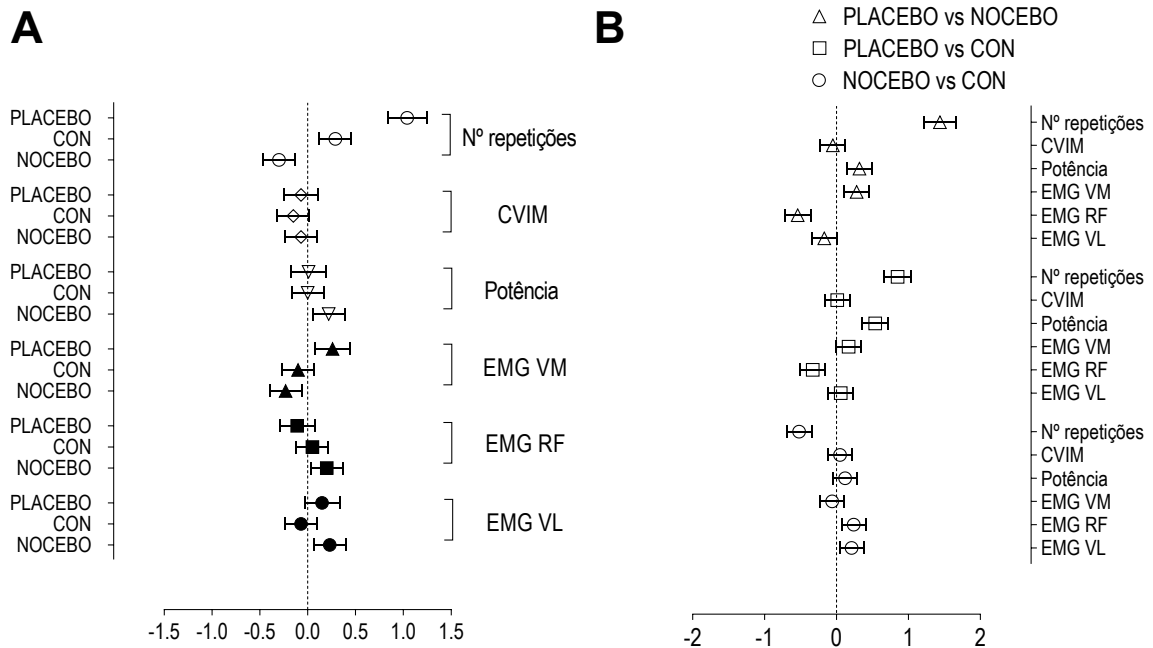 A
PLACEBO
CON
NOCEBO
Nº repetições
PLACEBO
CON
NOCEBO
CVIM
PLACEBO
CON
NOCEBO
Potência
PLACEBO
CON
NOCEBO
EMG VM
PLACEBO
CON
NOCEBO
EMG RF
PLACEBO
CON
NOCEBO
EMG VL
-1.5 -1.0 -0.5 0.0 0.5 1.0 1.5
B
PLACEBO vs NOCEBO
PLACEBO vs CON
NOCEBO vs CON
Nº repetições
CVIM
Potência
EMG VM
EMG RF
EMG VL
Nº repetições
CVIM
Potência
EMG VM
EMG RF
EMG VL
Nº repetições
CVIM
Potência
EMG VM
EMG RF
EMG VL
-2 -1 0 1 2